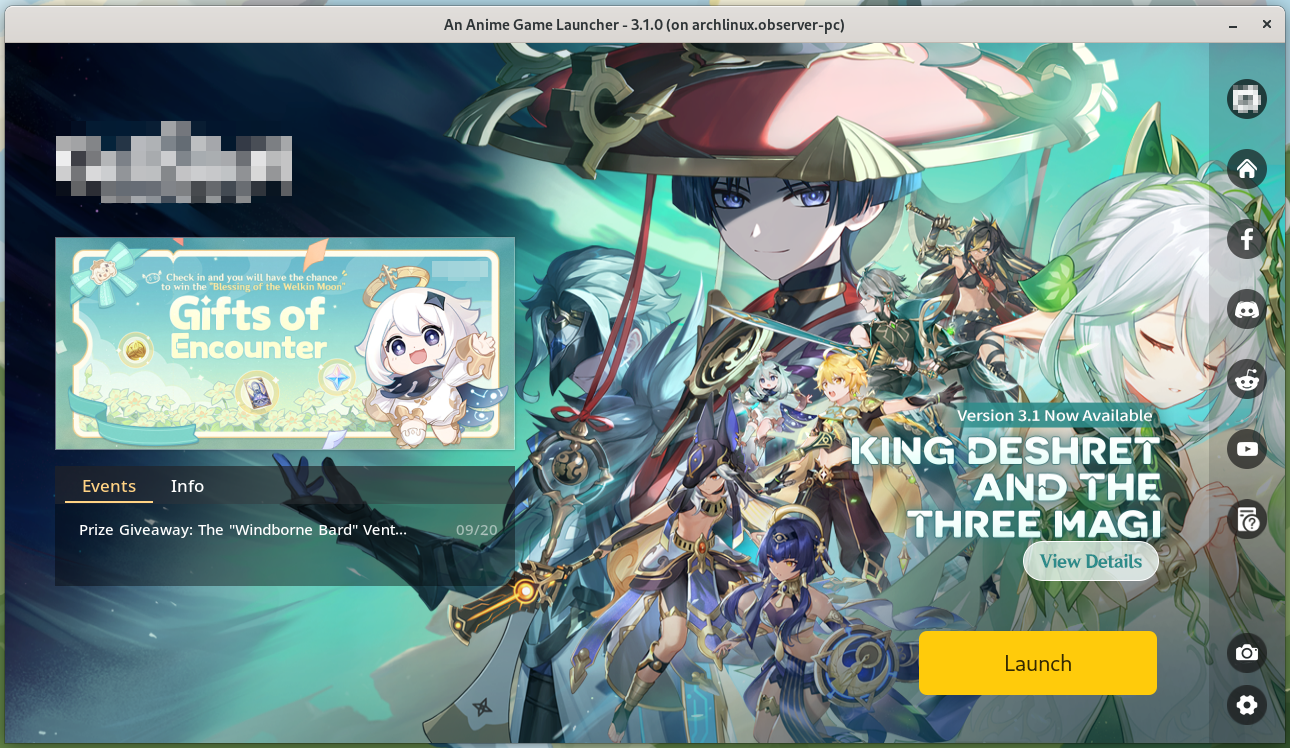 An Anime Game Launcher - 3.1.0 (on archlinux.observer-pc)
Check in and you will have the chance
to win the "Blessing of the Welkin Moon"
Gifts of
Encounter
Events Info
Prize Giveaway: The "Windborne Bard" Vent... 09/20
Version 3.1 Now Available
KING DESHRET
AND THE
THREE MAGI
View Details
Launch